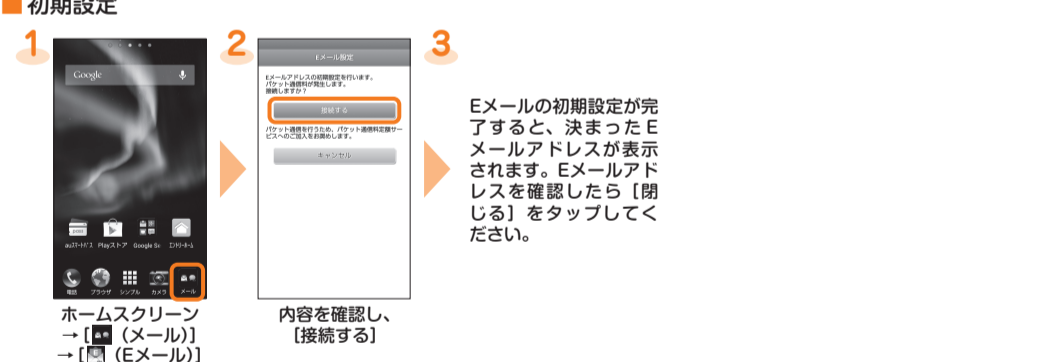 ■ 初期設定
1
Google
auスマートパス Playストア Google Se エントリーホーム
電話 ブラウザ シンプル カメラ メール
ホームスクリーン
→ [ (メール)]
→ [ (Eメール)]
2
Eメール設定
Eメールアドレスの初期設定を行います。
パケット通信料が発生します。
接続しますか？
接続する
パケット通信を行うため、パケット通信料定額サー
ビスへのご加入をお薦めします。
キャンセル
内容を確認し、
[接続する]
3
Eメールの初期設定が完
了すると、決まった E
メールアドレスが表示
されます。Eメールアド
レスを確認したら [閉
じる] をタップしてく
ださい。